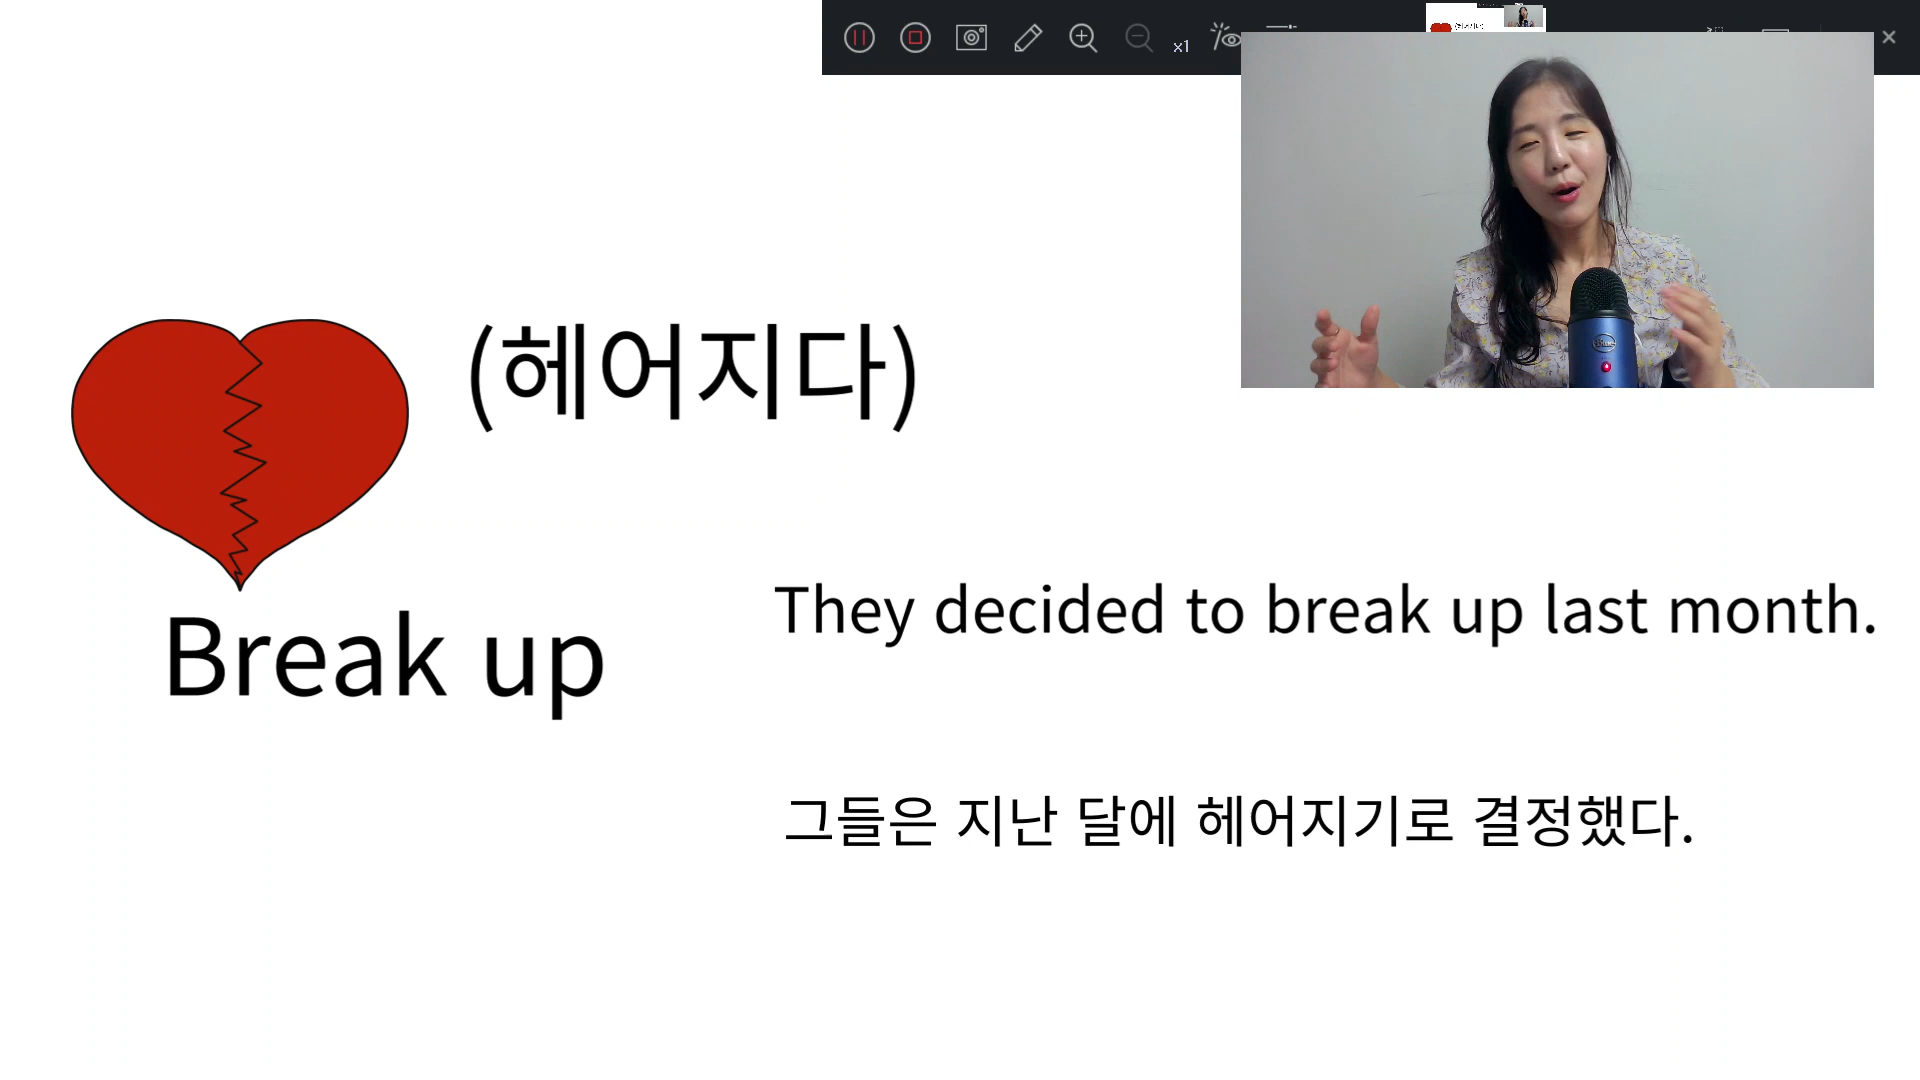 x1
(헤어지다)
Break up
They decided to break up last month.
그들은 지난 달에 헤어지기로 결정했다.